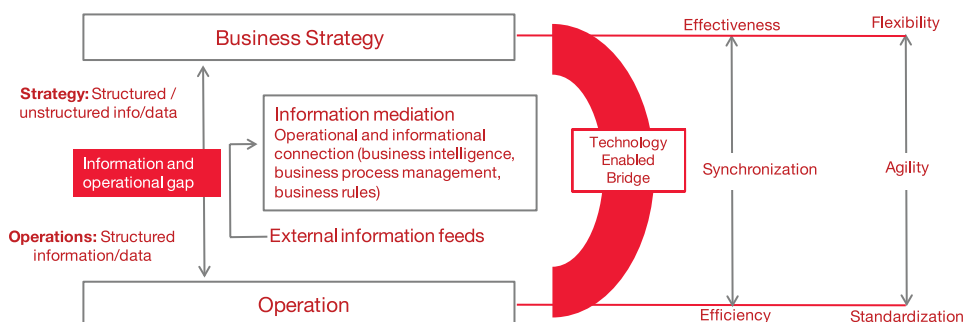 Business Strategy
Effectiveness
Flexibility
Strategy: Structured /
unstructured info/data
Information mediation
Operational and informational
connection (business intelligence,
business process management,
business rules)
Information and
operational gap
Technology
Enabled
Bridge
Synchronization
Agility
Operations: Structured
information/data
External information feeds
Operation
Efficiency
Standardization